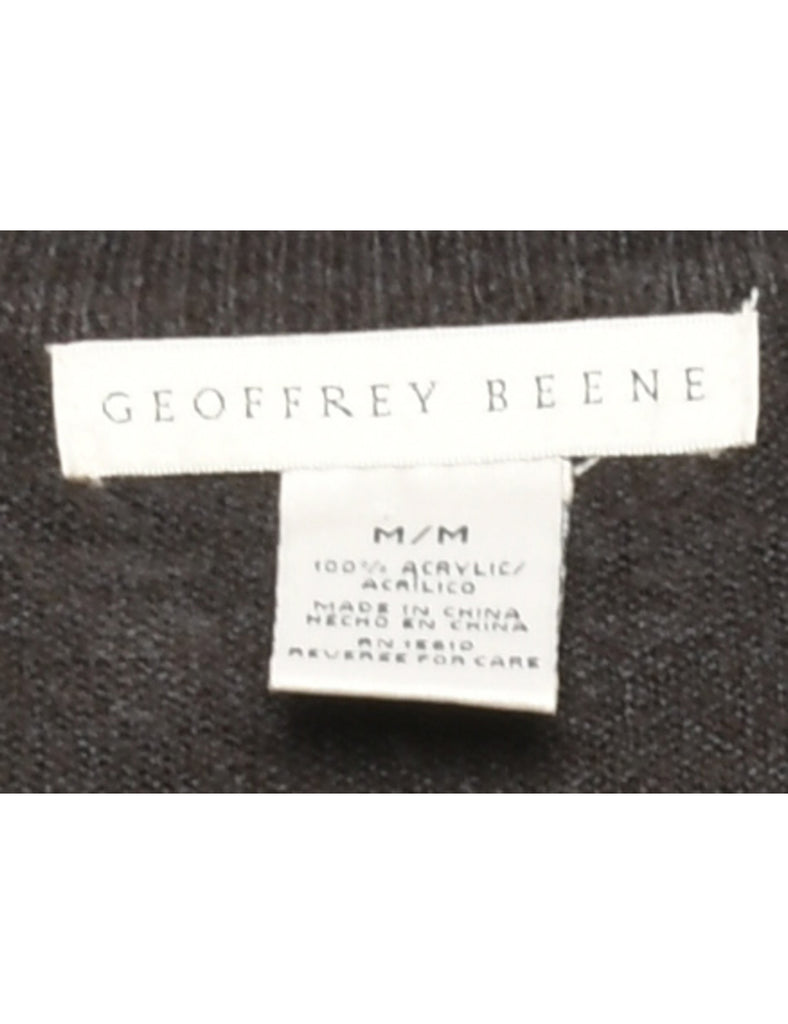 GEOFFREY BEENE
M/M
100% ACRYLIC/
ACRILICO
MADE IN CHINA
HECHO EN CHINA
RN 15610
REVERSE FOR CARE